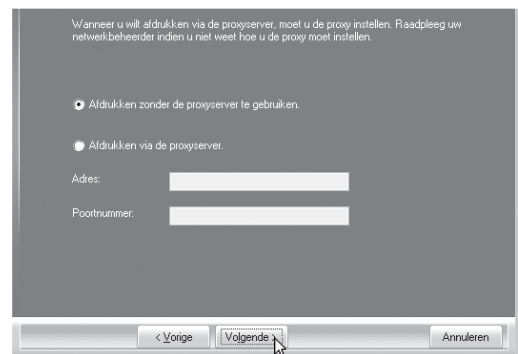 Wanneer u wilt afdrukken via de proxyserver, moet u de proxy instellen. Raadpleeg uw
netwerkbeheerder indien u niet weet hoe u de proxy moet instellen.
Afdrukken zonder de proxyserver te gebruiken.
Afdrukken via de proxyserver.
Adres:
Poortnummer:
< Vorige
Volgende >
Annuleren